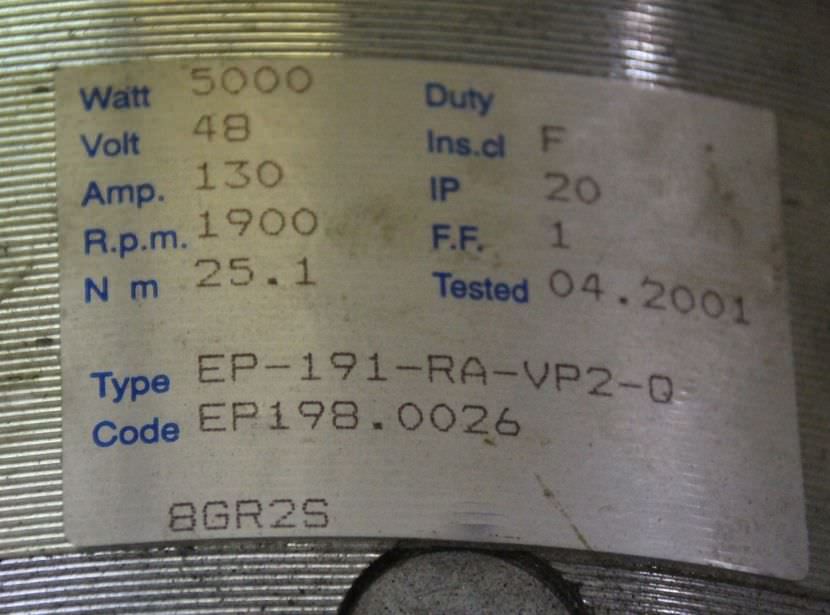 Watt 5000 Duty
Volt 48 Ins.cl F
Amp. 130 IP 20
R.p.m. 1900 F.F. 1
N m 25.1 Tested 04.2001
Type EP-191-RA-VP2-Q
Code EP198.0026
8GR2S